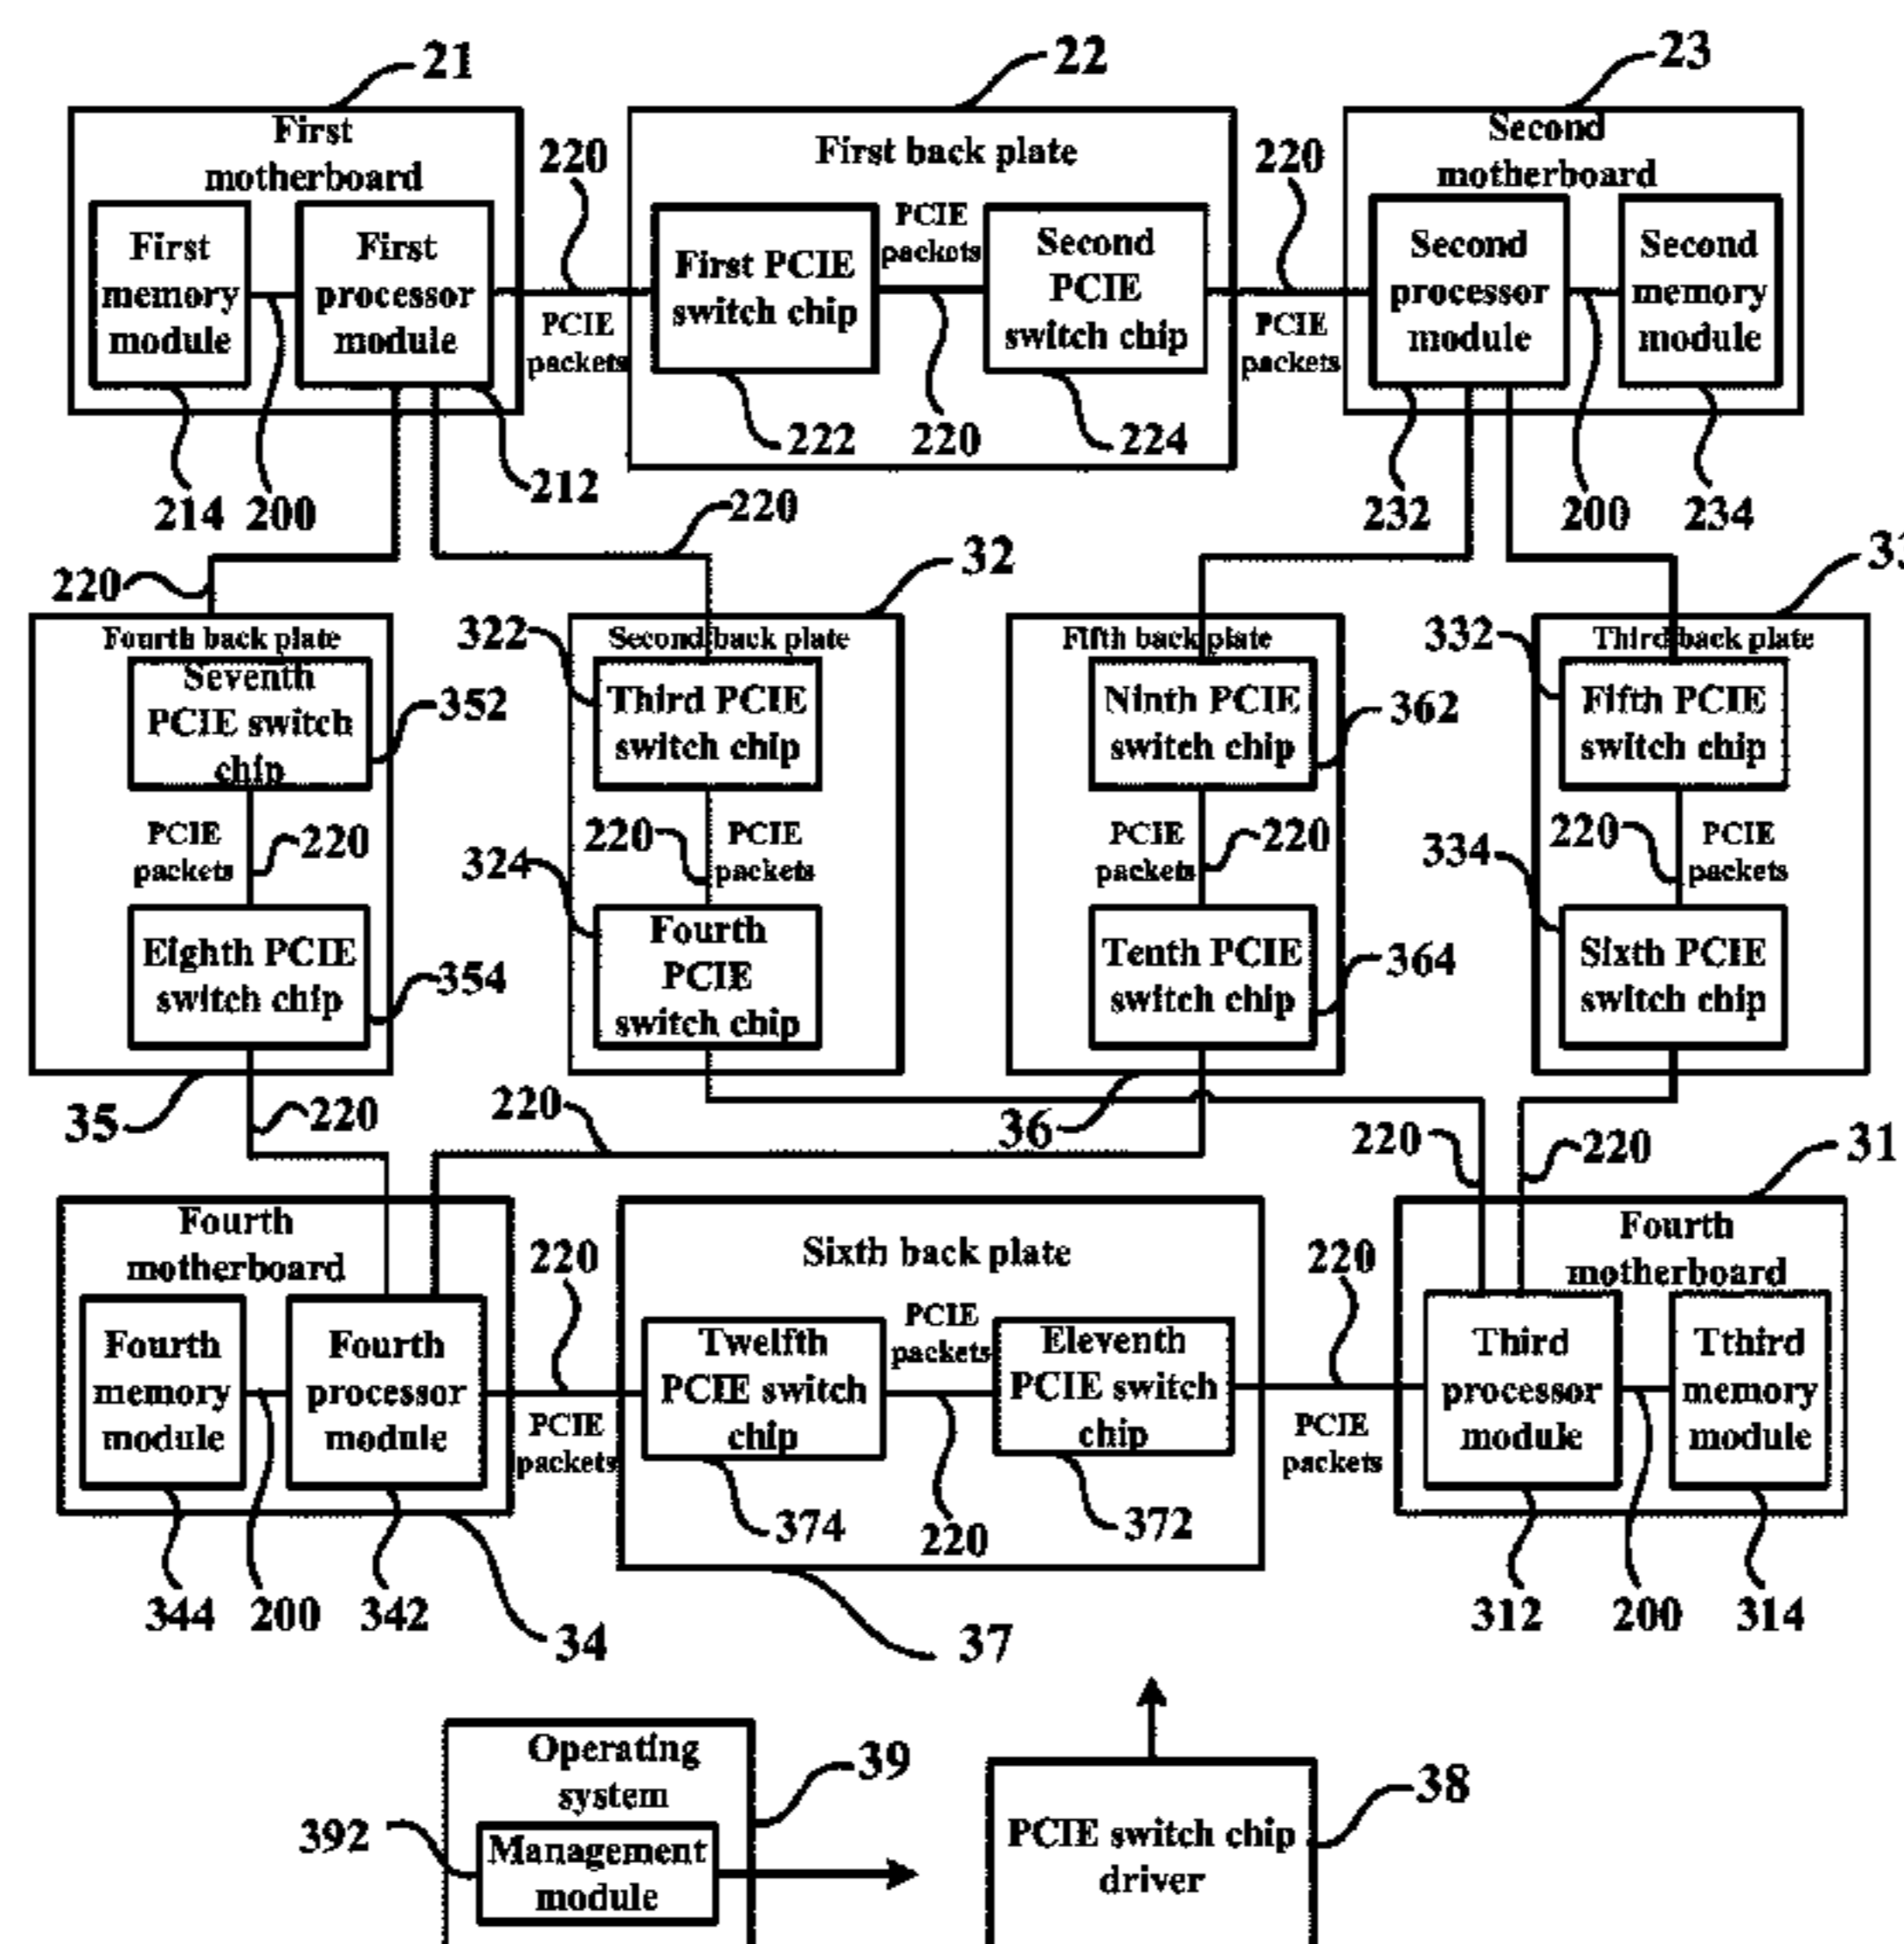 21
22
23
First
motherboard
First back plate
Second
motherboard
220
220
First
memory
module
First
processor
module
PCIE
packets
First PCIE
switch chip
PCIE
packets
Second
PCIE
switch chip
PCIE
packets
Second
processor
module
Second
memory
module
222
220
224
214
200
212
220
232
200
234
220
32
Fourth back plate
322
Second back plate
Fifth back plate
332
Third back plate
Seventh
PCIE switch
chip
352
Third PCIE
switch chip
Ninth PCIE
switch chip
362
Fifth PCIE
switch chip
PCIE
packets
220
220
PCIE
packets
PCIE
packets
220
220
PCIE
packets
324
334
Eighth PCIE
switch chip
354
Fourth
PCIE
switch chip
Tenth PCIE
switch chip
364
Sixth PCIE
switch chip
35
220
220
36
220
220
31
Fourth
motherboard
Sixth back plate
Fourth
motherboard
220
220
Fourth
memory
module
Fourth
processor
module
PCIE
packets
Twelfth
PCIE switch
chip
PCIE
packets
Eleventh
PCIE switch
chip
PCIE
packets
Third
processor
module
Tthird
memory
module
374
220
372
344
200
342
34
37
312
200
314
Operating
system
39
38
392
Management
module
PCIE switch chip
driver